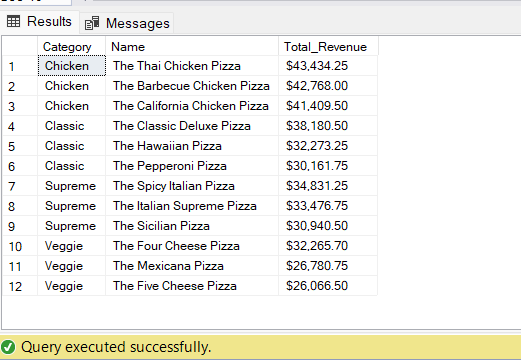 Results Messages
Category Name Total_Revenue
1 Chicken The Thai Chicken Pizza $43,434.25
2 Chicken The Barbecue Chicken Pizza $42,768.00
3 Chicken The California Chicken Pizza $41,409.50
4 Classic The Classic Deluxe Pizza $38,180.50
5 Classic The Hawaiian Pizza $32,273.25
6 Classic The Pepperoni Pizza $30,161.75
7 Supreme The Spicy Italian Pizza $34,831.25
8 Supreme The Italian Supreme Pizza $33,476.75
9 Supreme The Sicilian Pizza $30,940.50
10 Veggie The Four Cheese Pizza $32,265.70
11 Veggie The Mexicana Pizza $26,780.75
12 Veggie The Five Cheese Pizza $26,066.50
Query executed successfully.